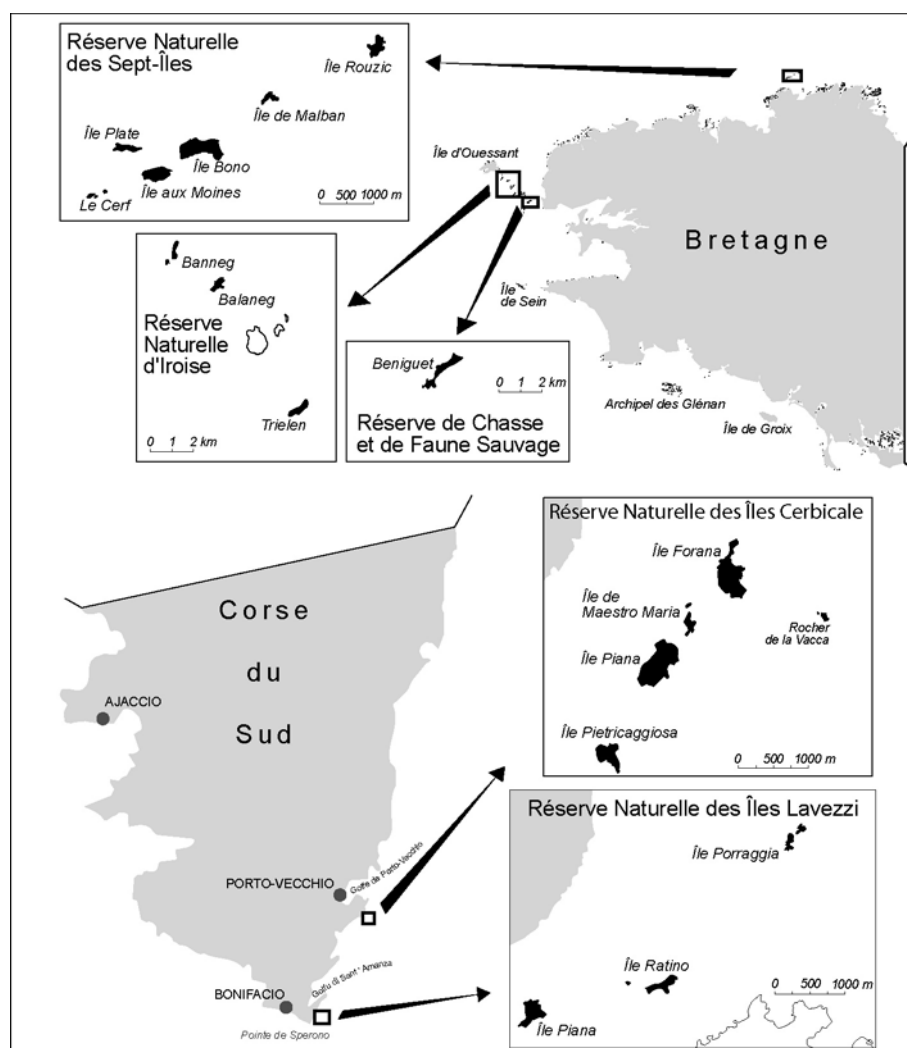 Réserve Naturelle
des Sept-Îles
Île Rouzic
Île de Malban
Île Plate
Île Bono
Île aux Moines
Le Cerf
0 500 1000 m
Île d'Ouessant
Bretagne
Banneg
Balaneg
Réserve
Naturelle
d'Iroise
Trielen
0 1 2 km
Île
de Sein
Beniguet
0 1 2 km
Réserve de Chasse
et de Faune Sauvage
Archipel des Glénan
Île de Groix
Corse
du
Sud
AJACCIO
PORTO-VECCHIO
Golfe de Porto-Vecchio
BONIFACIO
Golfu di Sant 'Amanza
Pointe de Sperono
Réserve Naturelle des Îles Cerbicale
Île Forana
Île de
Maestro Maria
Rocher
de la Vacca
Île Piana
Île Pietricaggiosa
0 500 1000 m
Réserve Naturelle des Îles Lavezzi
Île Porraggia
Île Ratino
0 500 1000 m
Île Piana